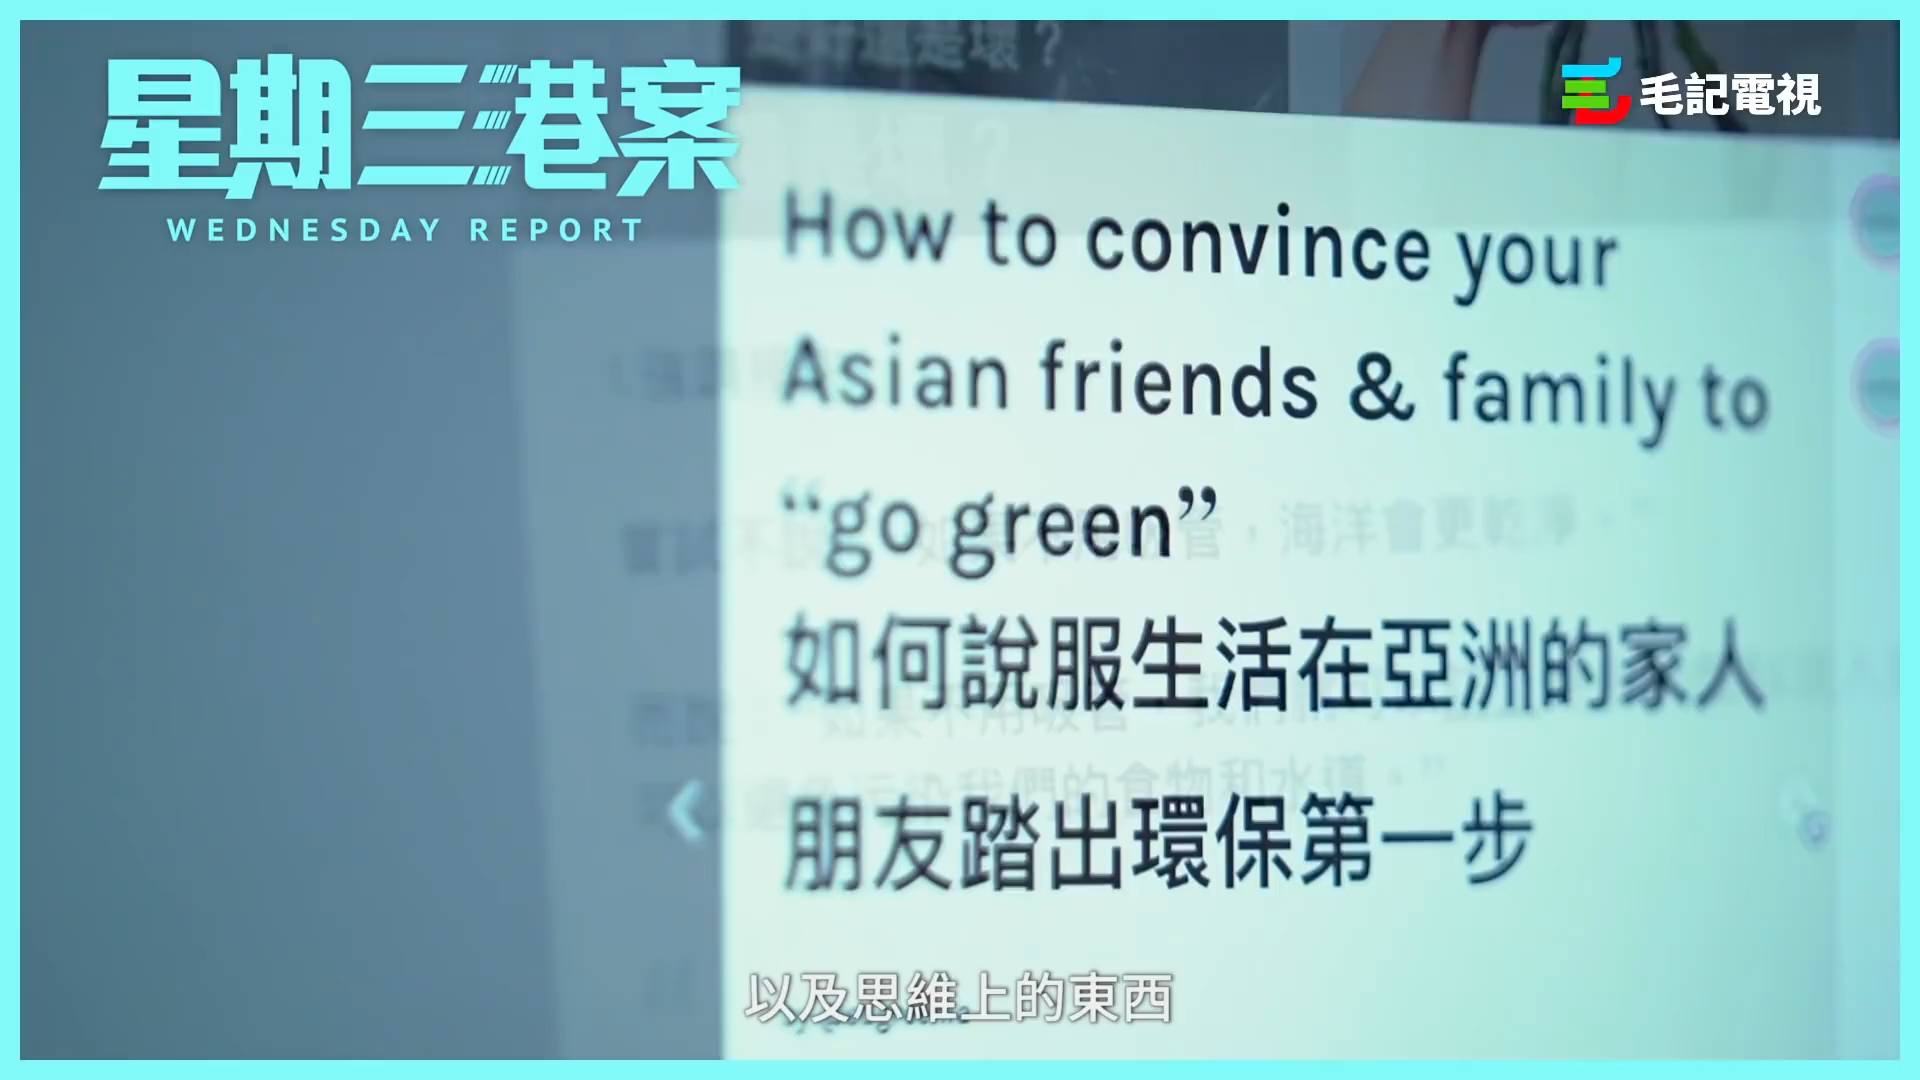 星期三港案
WEDNESDAY REPORT
毛記電視
How to convince your
Asian friends & family to
“go green”
如何說服生活在亞洲的家人
朋友踏出環保第一步
以及思維上的東西